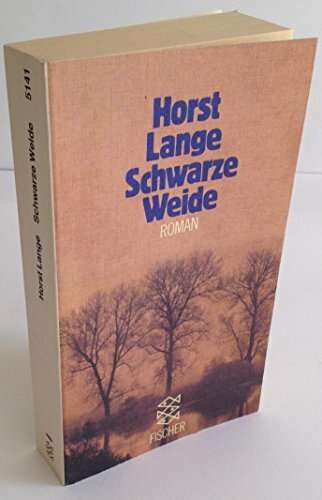 Horst
Lange
Schwarze
Weide
ROMAN
FISCHER
Horst Lange Schwarze Weide 5141